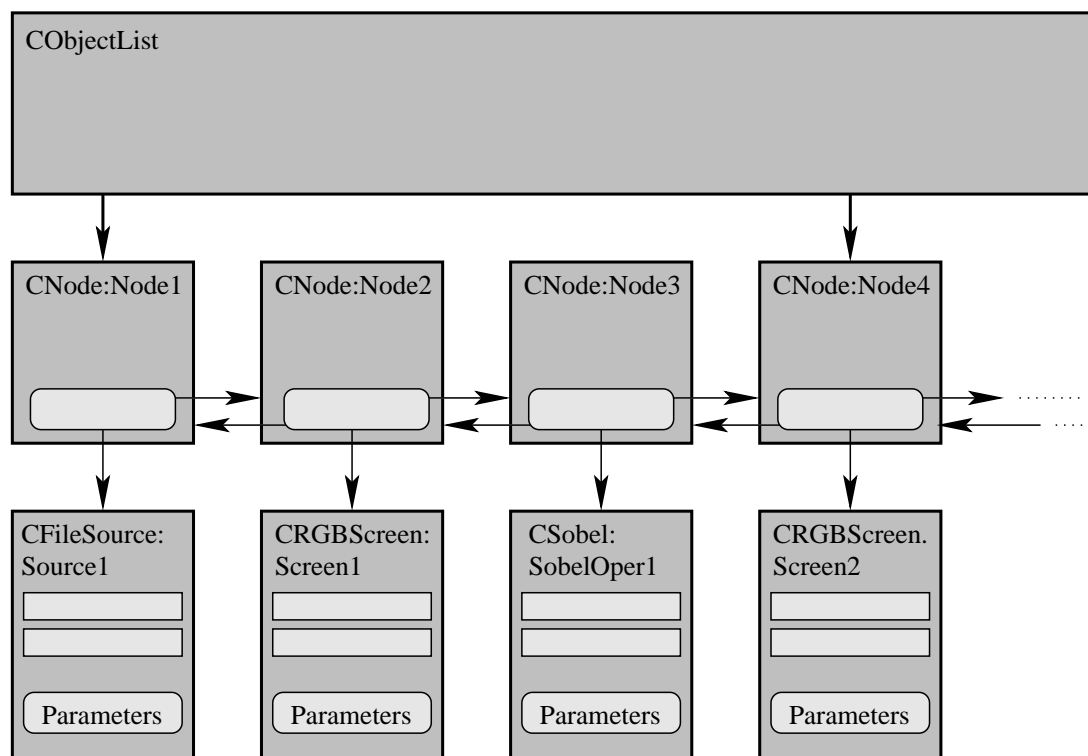 CObjectList
CNode:Node1
CNode:Node2
CNode:Node3
CNode:Node4
CFileSource:
Source1
CRGBScreen:
Screen1
CSobel:
SobelOper1
CRGBScreen.
Screen2
Parameters
Parameters
Parameters
Parameters